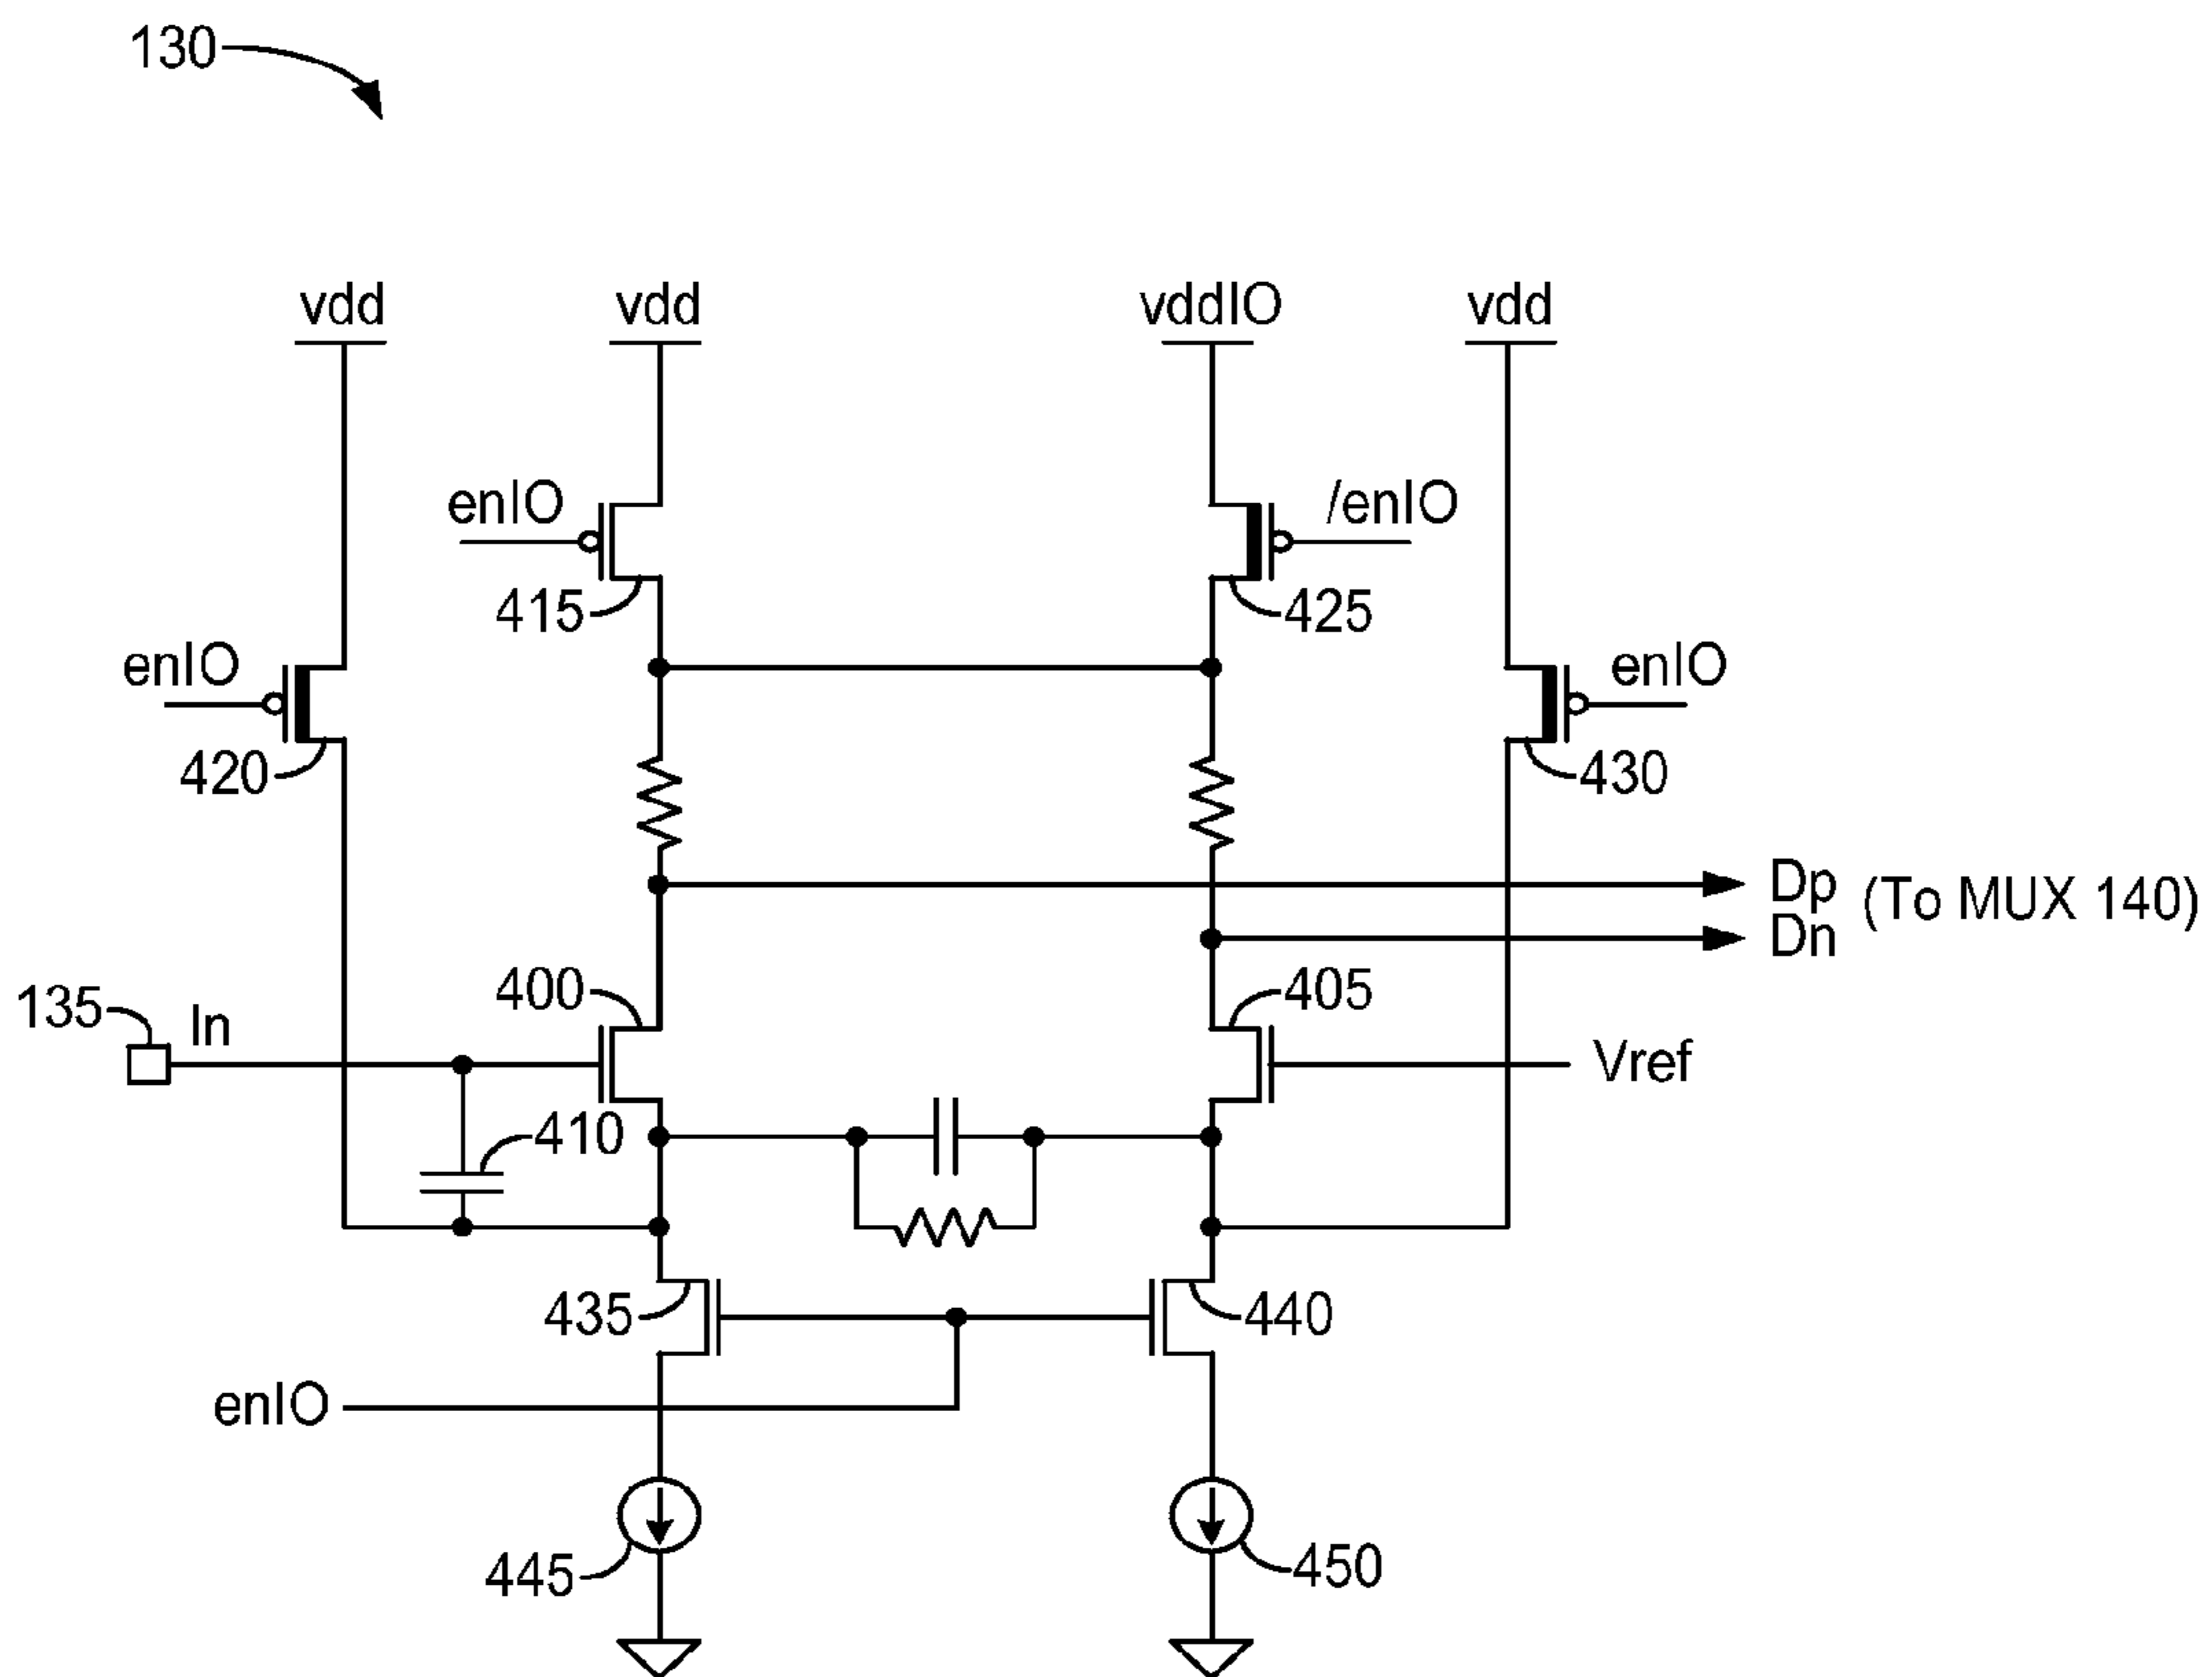 130
vdd
vdd
vddIO
vdd
enIO
/enIO
415
425
enIO
enIO
420
430
Dp
(To MUX 140)
Dn
400
405
135
In
Vref
410
435
440
enIO
445
450